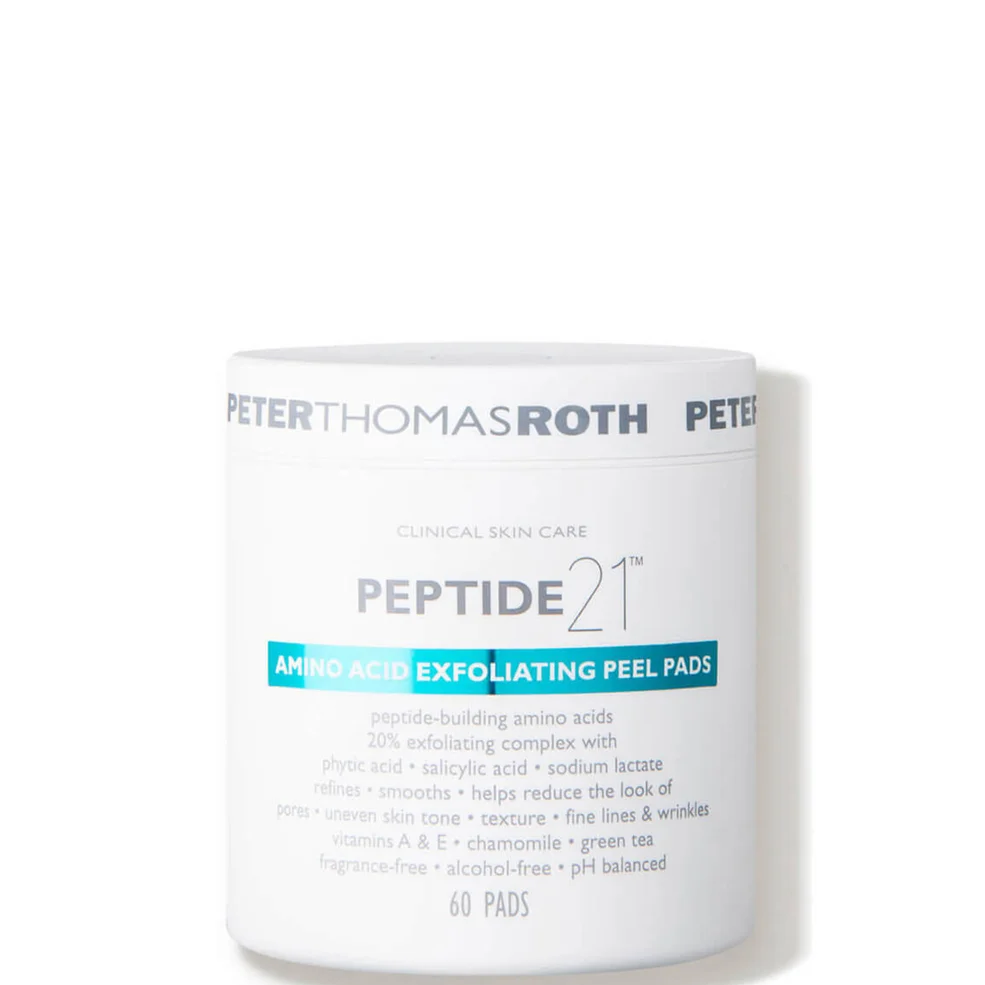 PETERTHOMASROTH PETER
CLINICAL SKIN CARE
PEPTIDE21™
AMINO ACID EXFOLIATING PEEL PADS
peptide-building amino acids
20% exfoliating complex with
phytic acid • salicylic acid • sodium lactate
refines • smooths • helps reduce the look of
pores • uneven skin tone • texture • fine lines & wrinkles
vitamins A & E • chamomile • green tea
fragrance-free • alcohol-free • pH balanced
60 PADS